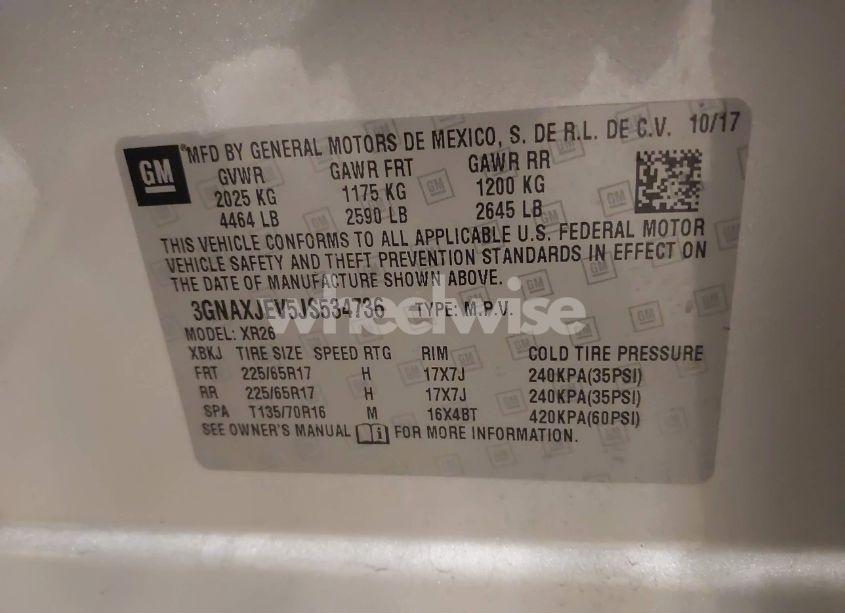 GM
MFD BY GENERAL MOTORS DE MEXICO, S. DE R.L. DE C.V. 10/17
GVWR GAWR FRT GAWR RR
2025 KG 1175 KG 1200 KG
4464 LB 2590 LB 2645 LB
THIS VEHICLE CONFORMS TO ALL APPLICABLE U.S. FEDERAL MOTOR
VEHICLE SAFETY AND THEFT PREVENTION STANDARDS IN EFFECT ON
THE DATE OF MANUFACTURE SHOWN ABOVE.
3GNAXJEV5JS534736 TYPE: M.P.V.
wheelwise
MODEL: XR26
XBKJ TIRE SIZE SPEED RTG RIM COLD TIRE PRESSURE
FRT 225/65R17 H 17X7J 240KPA(35PSI)
RR 225/65R17 H 17X7J 240KPA(35PSI)
SPA T135/70R16 M 16X4BT 420KPA(60PSI)
SEE OWNER'S MANUAL i FOR MORE INFORMATION.